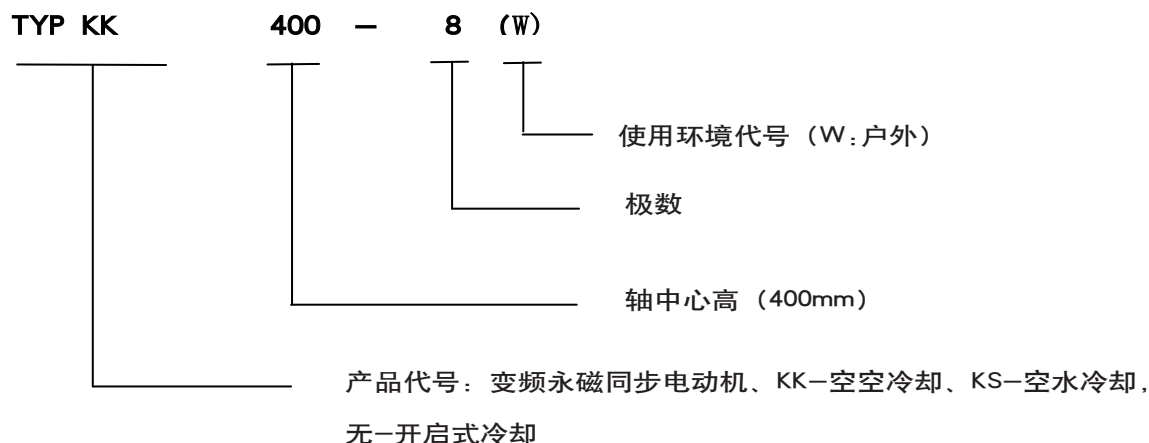 TYP KK 400 － 8 (W)
使用环境代号（W:户外）
极数
轴中心高（400mm）
产品代号：变频永磁同步电动机、KK-空空冷却、KS-空水冷却，
无-开启式冷却